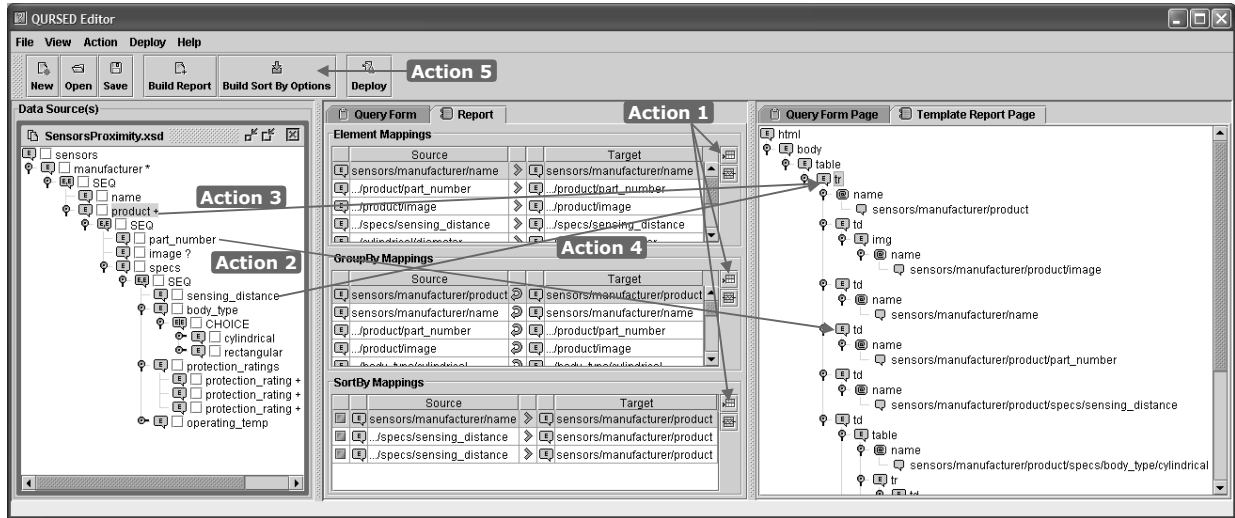 QURSED Editor
File View Action Deploy Help
New Open Save Build Report Build Sort By Options Deploy
Action 5
Data Source(s)
SensorsProximity.xsd
sensors
manufacturer *
SEQ
name
product +
SEQ
part_number
image ?
specs
SEQ
sensing_distance
body_type
CHOICE
cylindrical
rectangular
protection_ratings
protection_rating +
protection_rating +
protection_rating +
operating_temp
Action 3
Action 2
Query Form Report
Action 1
Element Mappings
Source Target
sensors/manufacturer/name sensors/manufacturer/name
.../product/part_number .../product/part_number
.../product/image .../product/image
.../specs/sensing_distance .../specs/sensing_distance
Action 4
GroupBy Mappings
Source Target
sensors/manufacturer/product sensors/manufacturer/product
sensors/manufacturer/name sensors/manufacturer/name
.../product/part_number .../product/part_number
.../product/image .../product/image
SortBy Mappings
Source Target
sensors/manufacturer/name sensors/manufacturer/product
.../specs/sensing_distance sensors/manufacturer/product
.../specs/sensing_distance sensors/manufacturer/product
Query Form Page Template Report Page
html
body
table
tr
name
sensors/manufacturer/product
td
img
name
sensors/manufacturer/product/image
td
name
sensors/manufacturer/name
td
name
sensors/manufacturer/product/part_number
td
name
sensors/manufacturer/product/specs/sensing_distance
td
table
name
sensors/manufacturer/product/specs/body_type/cylindrical
tr